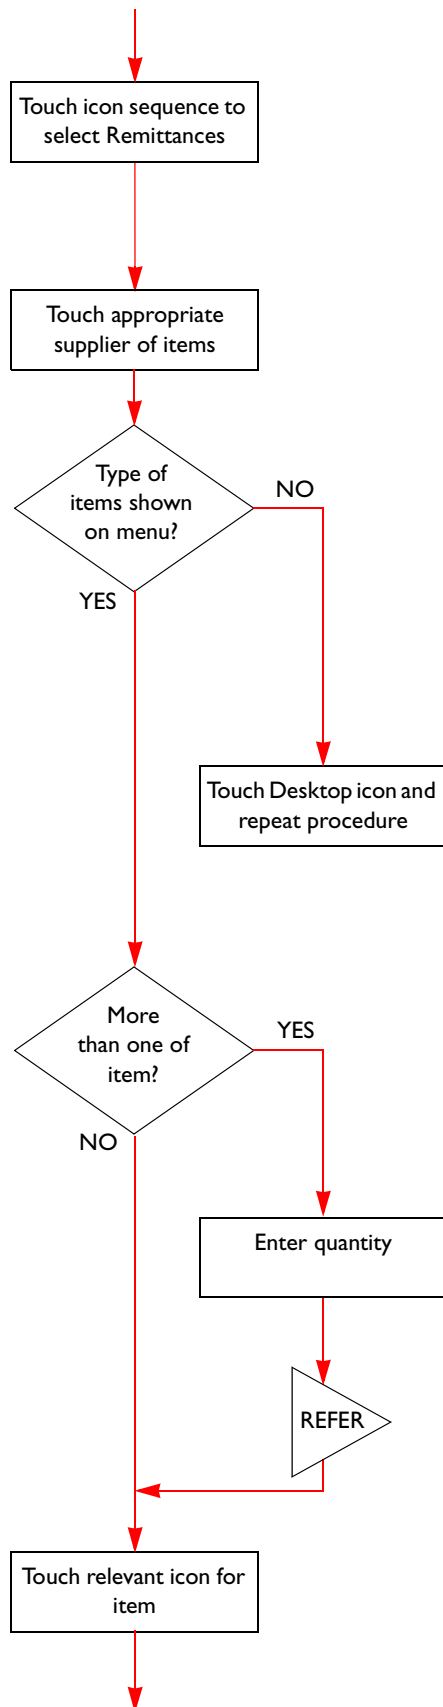 Touch icon sequence to
select Remittances
Touch appropriate
supplier of items
Type of
items shown
on menu?
NO
YES
Touch Desktop icon and
repeat procedure
More
than one of
item?
YES
NO
Enter quantity
REFER
Touch relevant icon for
item